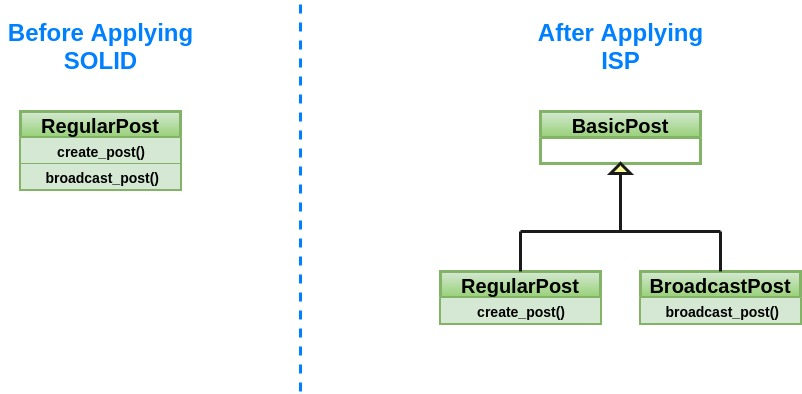 Before Applying
SOLID
RegularPost
create_post()
broadcast_post()
After Applying
ISP
BasicPost
RegularPost
create_post()
BroadcastPost
broadcast_post()